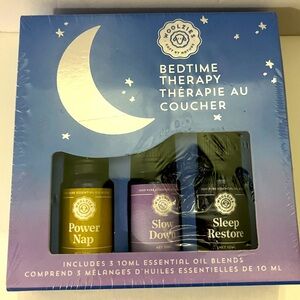 WOOLZIES
BEDTIME
THERAPY
THÉRAPIE AU
COUCHER
Power
Nap
Slow
Down
Sleep
Restore
INCLUDES 3 10ML ESSENTIAL OIL BLENDS
COMPREND 3 MÉLANGES D'HUILES ESSENTIELLES DE 10 ML